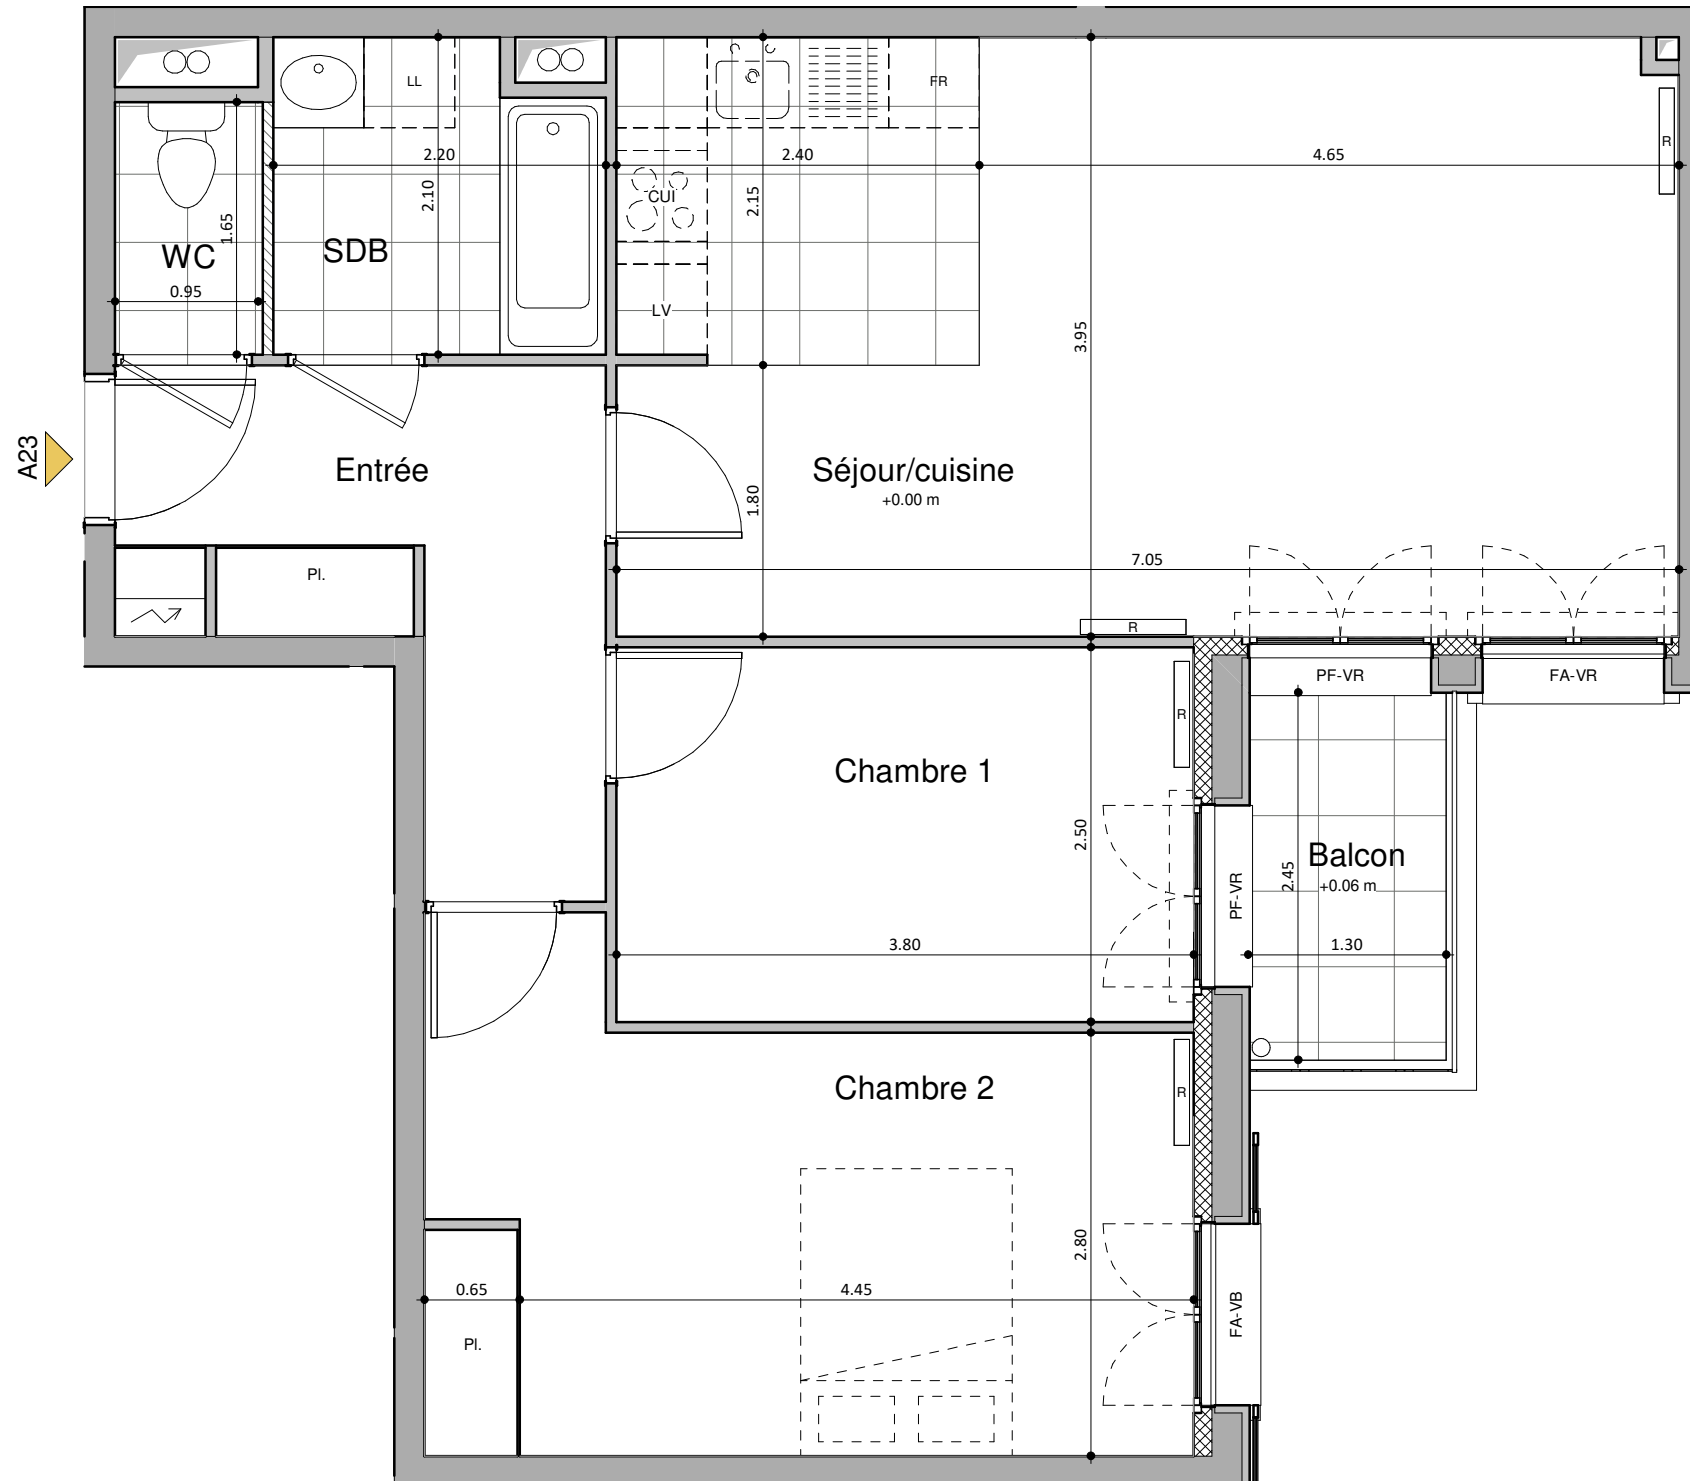 LL
FR
R
2.20
2.40
4.65
2.10
CUI
2.15
1.65
WC
SDB
0.95
LV
3.95
A23
Entrée
Séjour/cuisine
+0.00 m
1.80
7.05
Pl.
R
PF-VR
FA-VR
R
Chambre 1
2.50
PF-VR
2.45
Balcon
+0.06 m
3.80
1.30
Chambre 2
R
2.80
0.65
4.45
FA-VB
Pl.